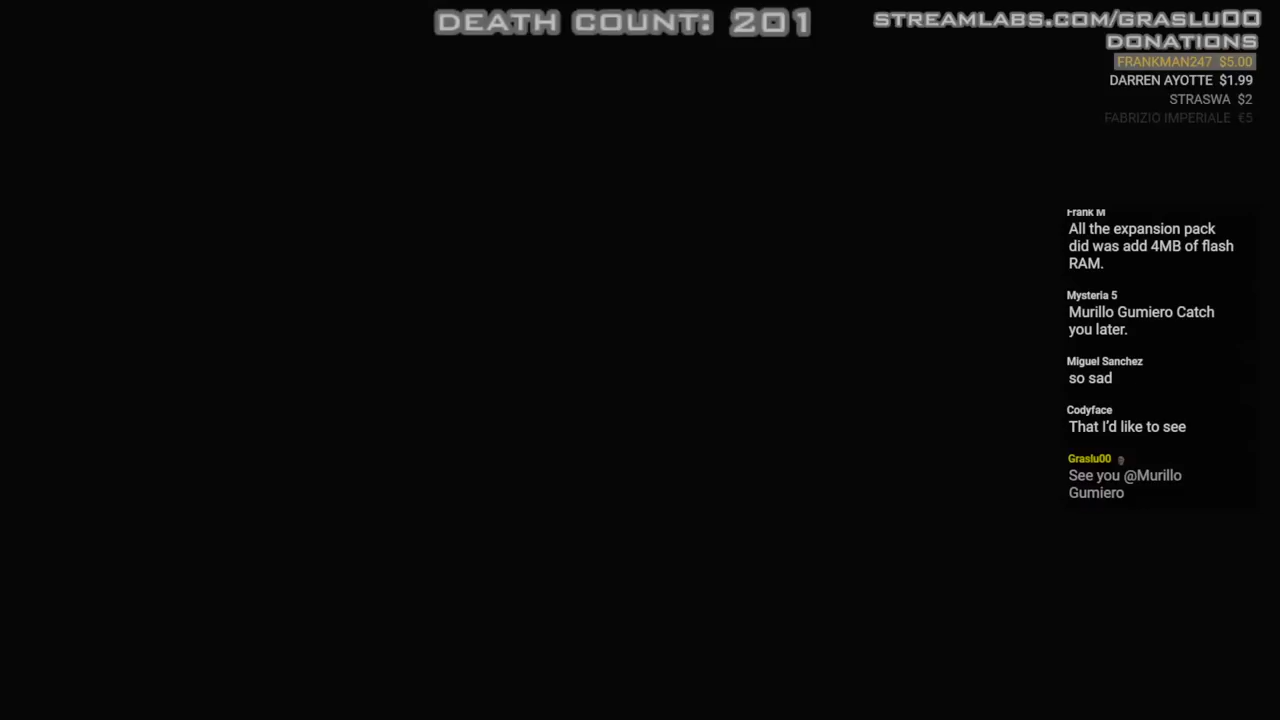 DEATH COUNT: 201
STREAMLABS.COM/GRASLU00
DONATIONS
FRANKMAN247 $5.00
DARREN AYOTTE $1.99
STRASWA $2
FABRIZIO IMPERIALE €5
Frank M
All the expansion pack
did was add 4MB of flash
RAM.
Mysteria 5
Murillo Gumiero Catch
you later.
Miguel Sanchez
so sad
Codyface
That I'd like to see
Graslu00
See you @Murillo
Gumiero